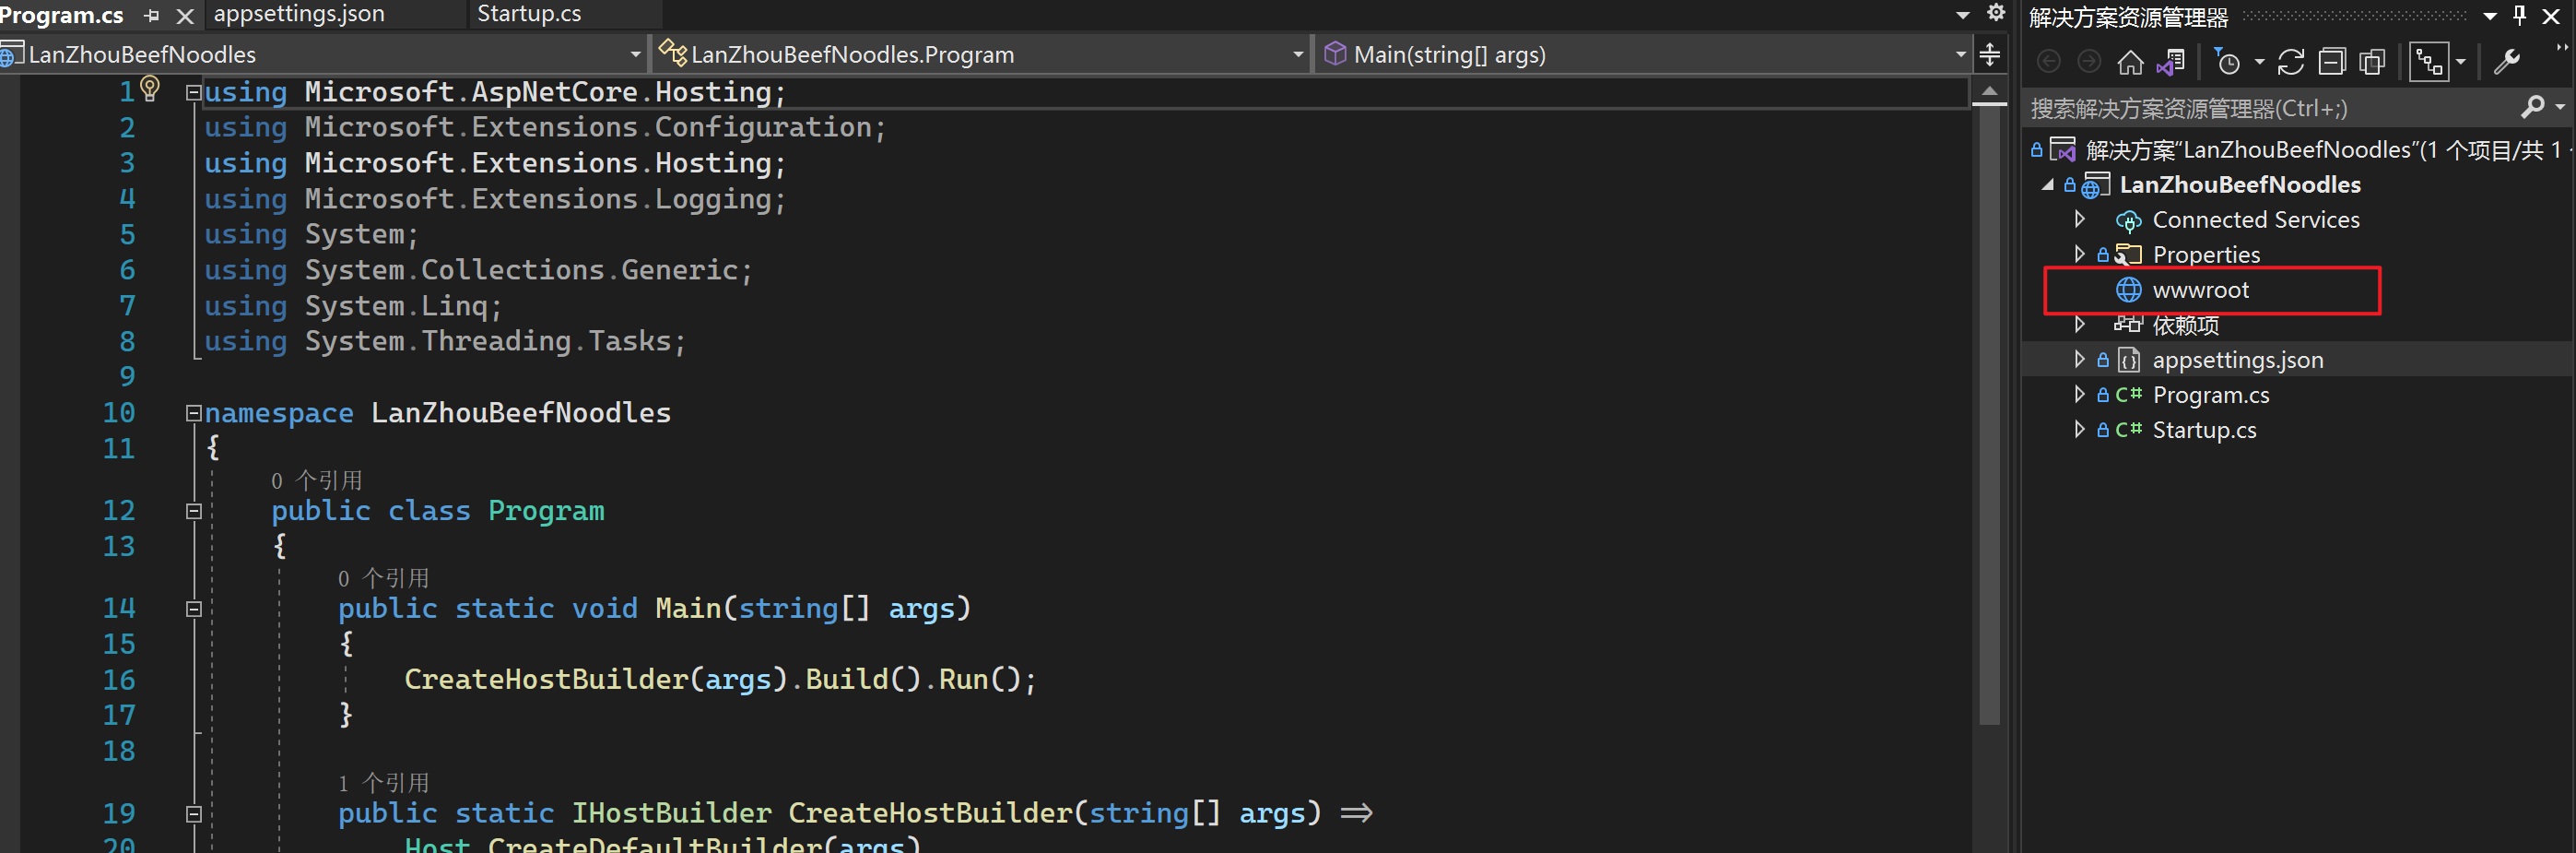 Program.cs appsettings.json Startup.cs
LanZhouBeefNoodles LanZhouBeefNoodles.Program Main(string[] args)
1 using Microsoft.AspNetCore.Hosting;
2 using Microsoft.Extensions.Configuration;
3 using Microsoft.Extensions.Hosting;
4 using Microsoft.Extensions.Logging;
5 using System;
6 using System.Collections.Generic;
7 using System.Linq;
8 using System.Threading.Tasks;
9
10 namespace LanZhouBeefNoodles
11 {
0 个引用
12 public class Program
13 {
0 个引用
14 public static void Main(string[] args)
15 {
16 CreateHostBuilder(args).Build().Run();
17 }
18
1 个引用
19 public static IHostBuilder CreateHostBuilder(string[] args) =>
20 Host.CreateDefaultBuilder(args)
解决方案资源管理器
搜索解决方案资源管理器(Ctrl+;)
解决方案“LanZhouBeefNoodles”(1 个项目/共 1
LanZhouBeefNoodles
Connected Services
Properties
wwwroot
依赖项
appsettings.json
C# Program.cs
C# Startup.cs